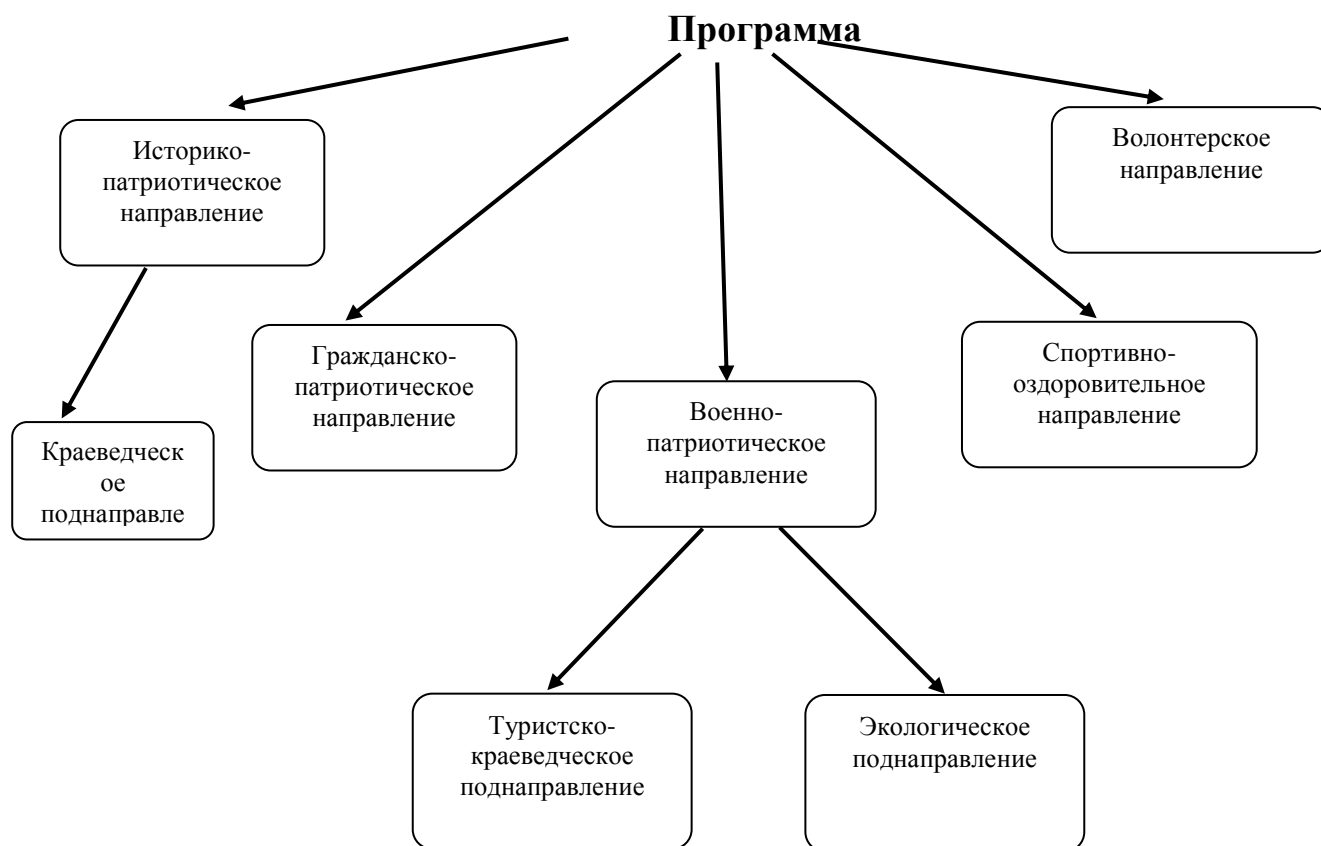 Программа
Историко-
патриотическое
направление
Волонтерское
направление
Гражданско-
патриотическое
направление
Спортивно-
оздоровительное
направление
Военно-
патриотическое
направление
Краеведческ
ое
поднаправле
Туристско-
краеведческое
поднаправление
Экологическое
поднаправление